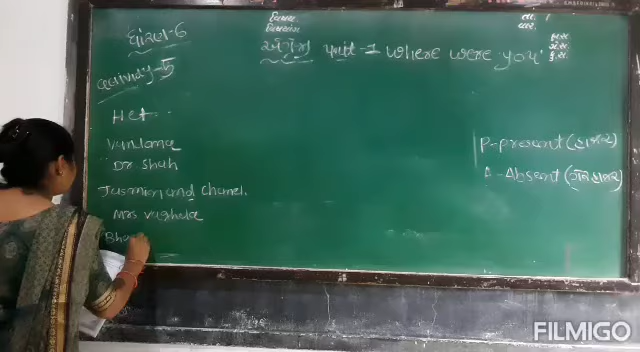 ધોરણ-6
અંગ્રેજી પાઠ-1 where were you
Activity-5
Het
Vandana
Dr. Shah
Jasmin and Chanel.
Mrs Vaghela
P-present (હાજર)
A-Absent (ગેરહાજર)
FILMIGO